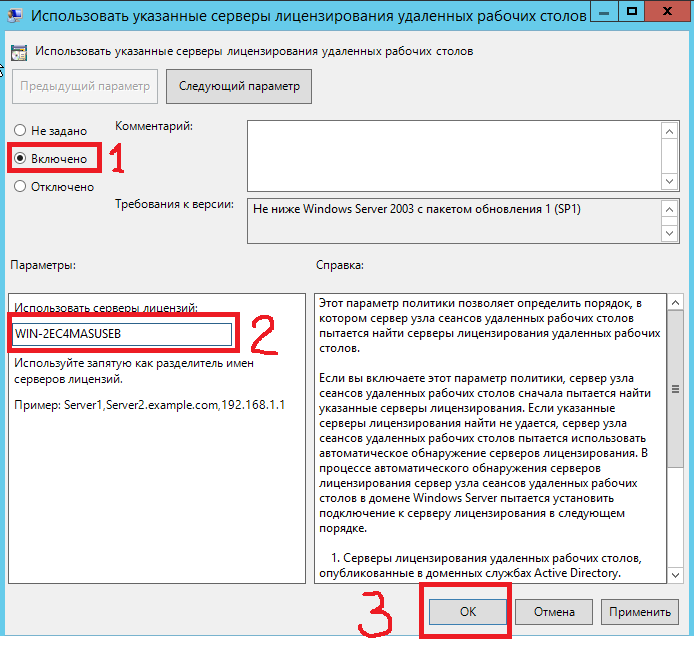 Использовать указанные серверы лицензирования удаленных рабочих столов
Использовать указанные серверы лицензирования удаленных рабочих столов
Предыдущий параметр
Следующий параметр
Не задано
Комментарий:
Включено
1
Отключено
Требования к версии:
Не ниже Windows Server 2003 с пакетом обновления 1 (SP1)
Параметры:
Справка:
Использовать серверы лицензий:
WIN-2EC4MASUSEB
2
Используйте запятую как разделитель имен
серверов лицензий.
Пример: Server1,Server2.example.com,192.168.1.1
Этот параметр политики позволяет определить порядок, в
котором сервер узла сеансов удаленных рабочих столов
пытается найти серверы лицензирования удаленных рабочих
столов.
Если вы включаете этот параметр политики, сервер узла
сеансов удаленных рабочих столов сначала пытается найти
указанные серверы лицензирования. Если указанные
серверы лицензирования найти не удается, сервер узла
сеансов удаленных рабочих столов пытается использовать
автоматическое обнаружение серверов лицензирования. В
процессе автоматического обнаружения серверов
лицензирования сервер узла сеансов удаленных рабочих
столов в домене Windows Server пытается установить
подключение к серверу лицензирования в следующем
порядке.
1. Серверы лицензирования удаленных рабочих столов,
опубликованные в доменных службах Active Directory.
3
ОК
Отмена
Применить